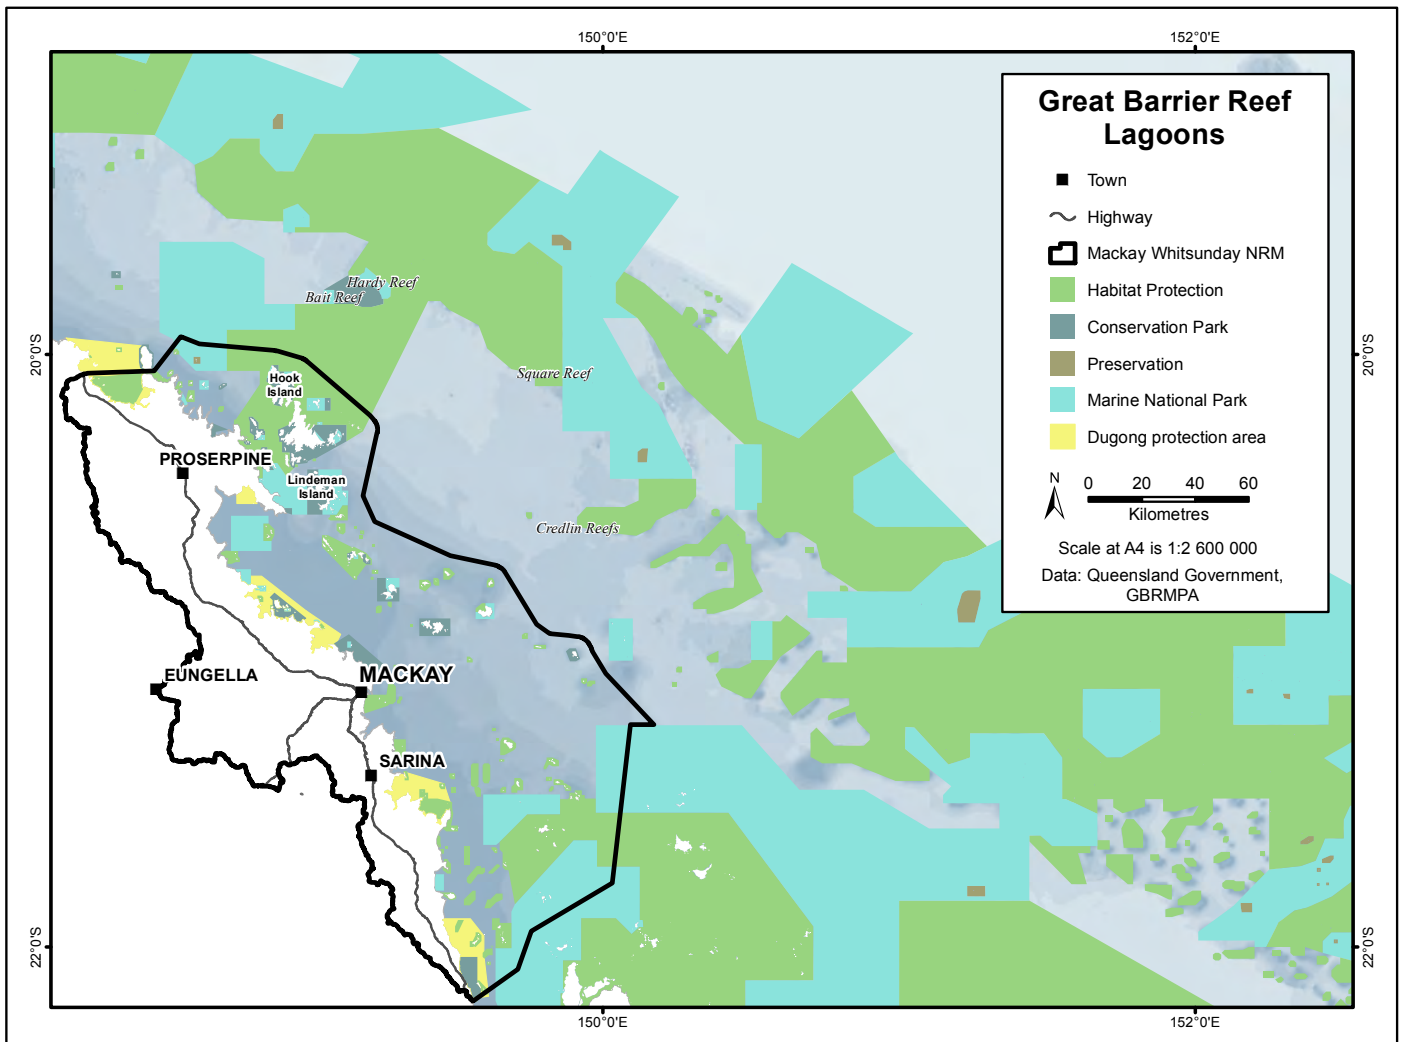 150°0'E
152°0'E
Great Barrier Reef
Lagoons
Town
Highway
Mackay Whitsunday NRM
Habitat Protection
Conservation Park
Preservation
Marine National Park
Dugong protection area
N
0 20 40 60
Kilometres
Scale at A4 is 1:2 600 000
Data: Queensland Government,
GBRMPA
Hardy Reef
Bait Reef
20°0'S
20°0'S
Square Reef
Hook
Island
PROSERPINE
Lindeman
Island
Credlin Reefs
EUNGELLA
MACKAY
SARINA
22°0'S
22°0'S
150°0'E
152°0'E